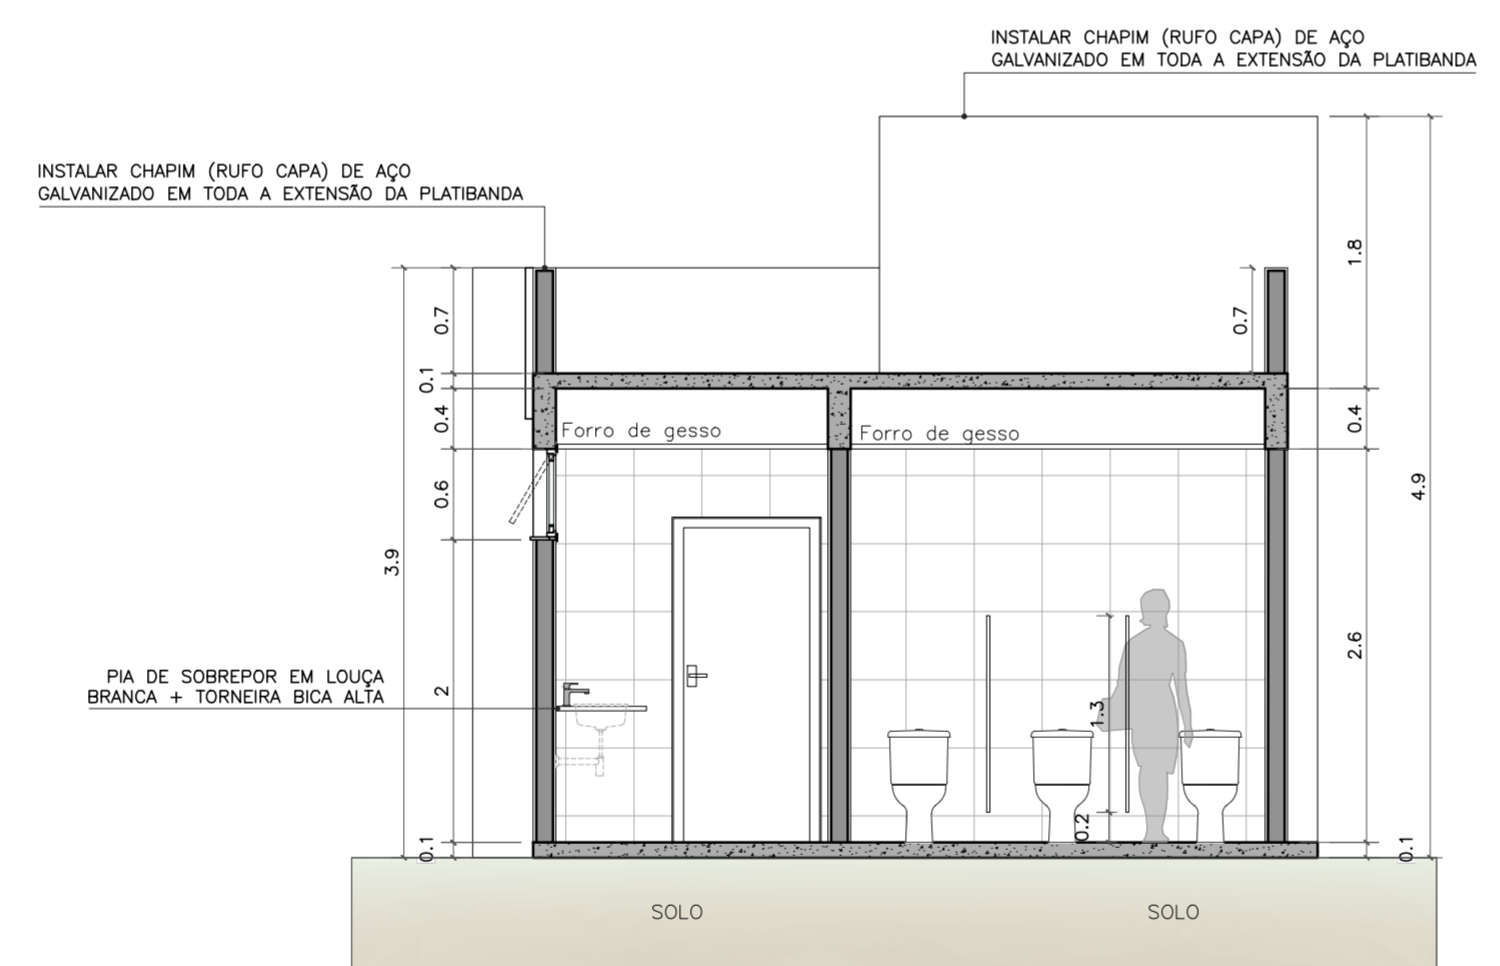 INSTALAR CHAPIM (RUFO CAPA) DE AÇO
GALVANIZADO EM TODA A EXTENSÃO DA PLATIBANDA
INSTALAR CHAPIM (RUFO CAPA) DE AÇO
GALVANIZADO EM TODA A EXTENSÃO DA PLATIBANDA
1.8
0.7
0.7
0.1
0.4
Forro de gesso
Forro de gesso
0.4
0.6
4.9
3.9
2.6
PIA DE SOBREPOR EM LOUÇA
BRANCA + TORNEIRA BICA ALTA
2
1.3
0.2
0.1
0.1
SOLO
SOLO